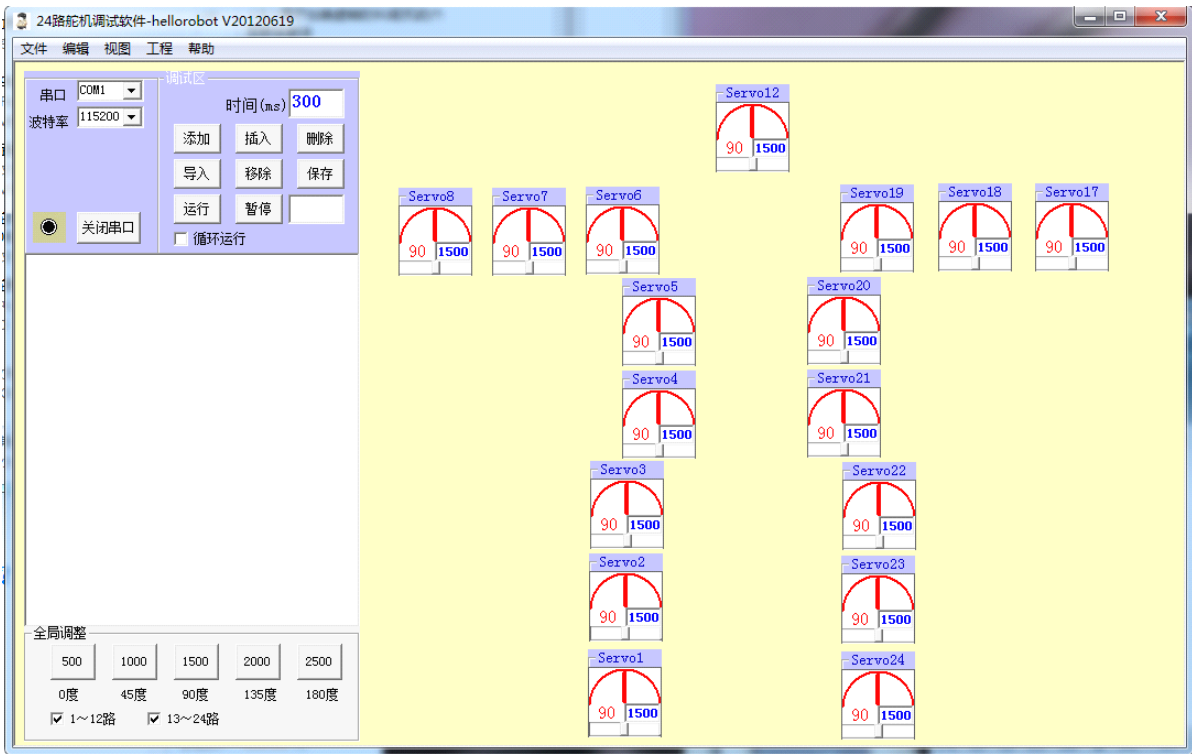 24路舵机调试软件-hellorobot V20120619
文件 编辑 视图 工程 帮助
串口 COM1
波特率 115200
关闭串口
调试区
时间(ms) 300
添加 插入 删除
导入 移除 保存
运行 暂停
循环运行
Servo12
90 1500
Servo8 Servo7 Servo6 Servo19 Servo18 Servo17
90 1500 90 1500 90 1500 90 1500 90 1500 90 1500
Servo5 Servo20
90 1500 90 1500
Servo4 Servo21
90 1500 90 1500
Servo3 Servo22
90 1500 90 1500
Servo2 Servo23
90 1500 90 1500
Servo1 Servo24
90 1500 90 1500
全局调整
500 1000 1500 2000 2500
0度 45度 90度 135度 180度
1～12路 13～24路